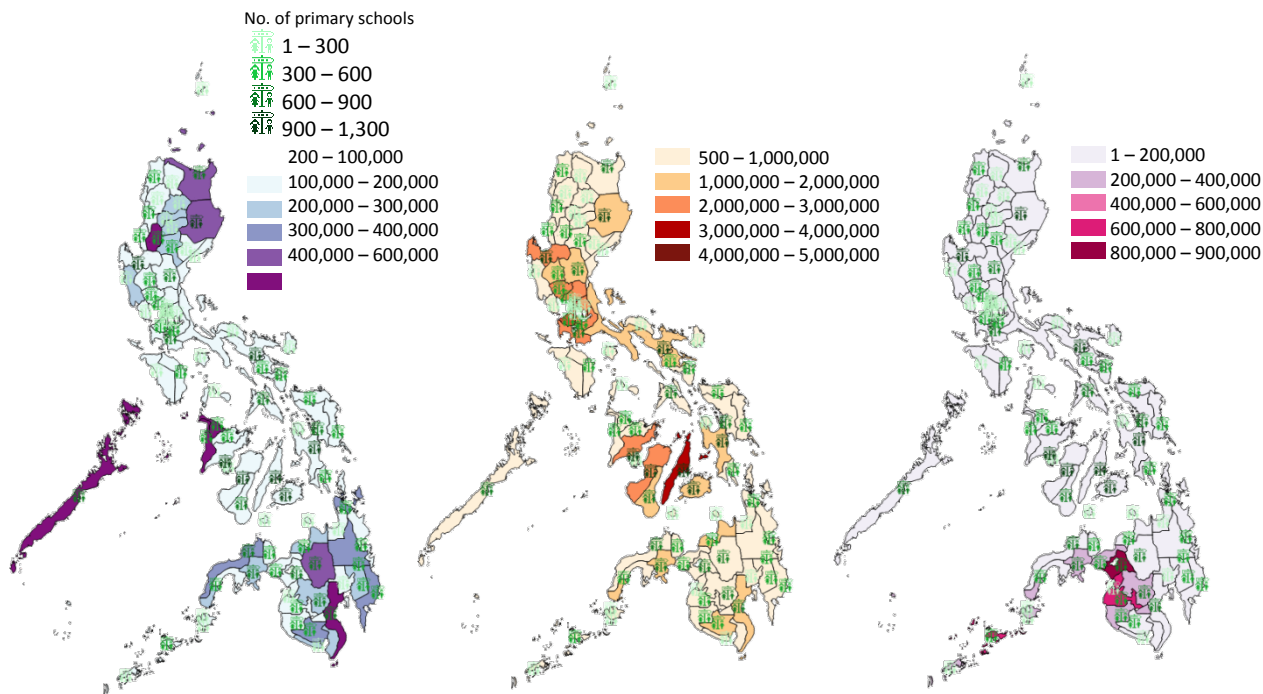 No. of primary schools
1 – 300
300 – 600
600 – 900
900 – 1,300
200 – 100,000
100,000 – 200,000
200,000 – 300,000
300,000 – 400,000
400,000 – 600,000
500 – 1,000,000
1,000,000 – 2,000,000
2,000,000 – 3,000,000
3,000,000 – 4,000,000
4,000,000 – 5,000,000
1 – 200,000
200,000 – 400,000
400,000 – 600,000
600,000 – 800,000
800,000 – 900,000